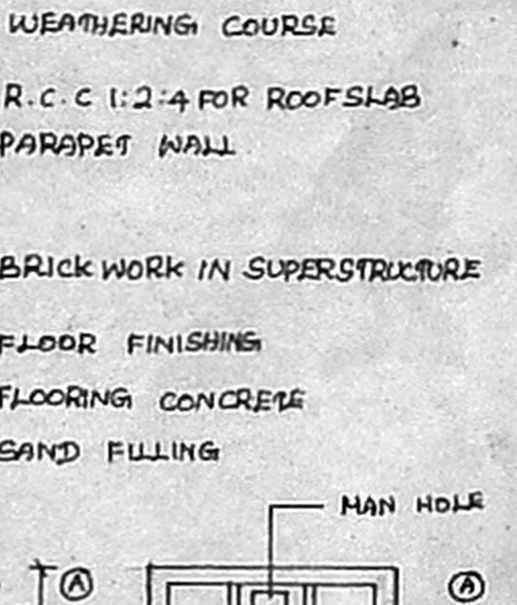 WEATHERING COURSE
R.C.C 1:2:4 FOR ROOFSLAB
PARAPET WALL
BRICK WORK IN SUPERSTRUCTURE
FLOOR FINISHING
FLOORING CONCRETE
SAND FILLING
MAN HOLE
A A